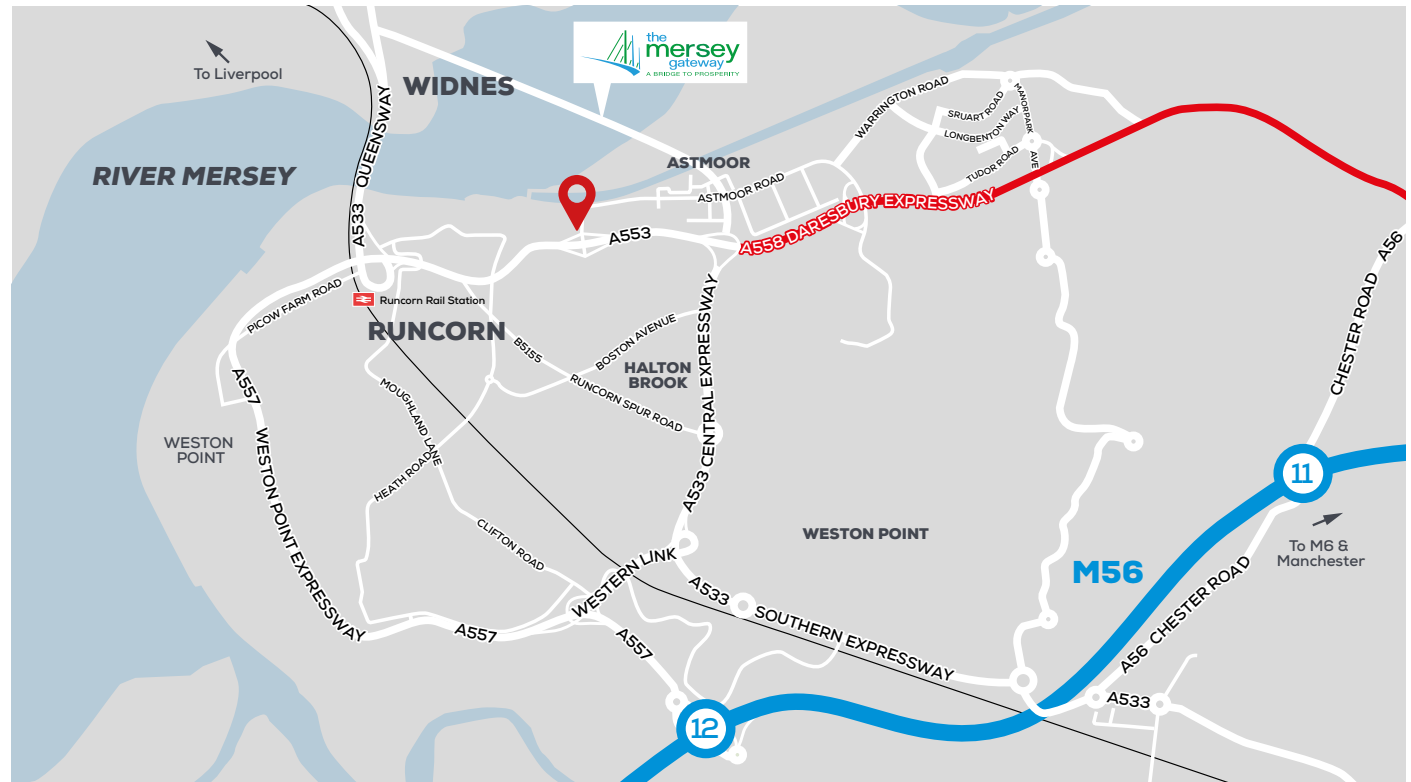 the
mersey
gateway
A BRIDGE TO PROSPERITY
To Liverpool
WIDNES
A533 QUEENSWAY
WARRINGTON ROAD
SRUART ROAD
MANORPARK
AVE
LONGBENTON WAY
TUDOR ROAD
ASTMOOR
RIVER MERSEY
ASTMOOR ROAD
A553
A558 DARESBURY EXPRESSWAY
A56
CHESTER ROAD
PICOW FARM ROAD
Runcorn Rail Station
RUNCORN
B5155
BOSTON AVENUE
HALTON
BROOK
RUNCORN SPUR ROAD
A533 CENTRAL EXPRESSWAY
A557
WESTON POINT EXPRESSWAY
MOUGHLAND LANE
WESTON
POINT
HEATH ROAD
11
CLIFTON ROAD
WESTON POINT
To M6 &
Manchester
M56
WESTERN LINK
A533
SOUTHERN EXPRESSWAY
A557
A557
A56 CHESTER ROAD
A533
12